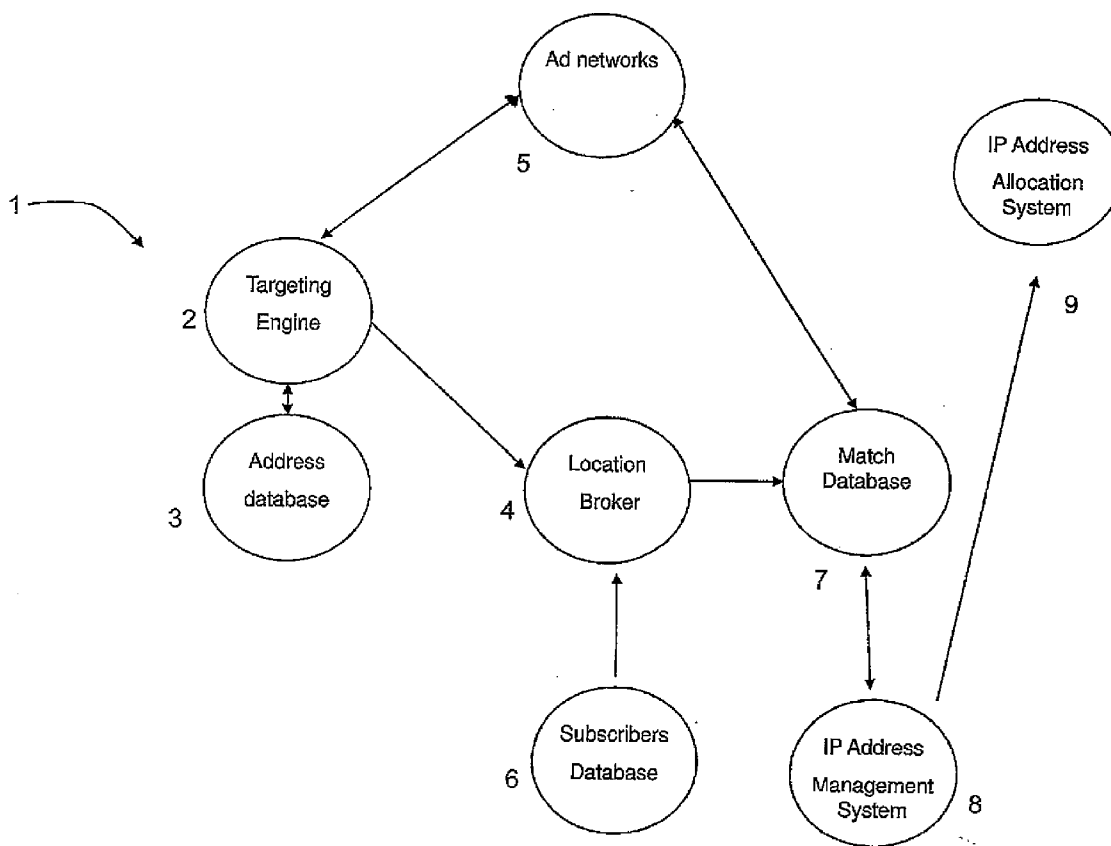 Ad networks
5
IP Address
Allocation
System
9
1
Targeting
Engine
2
Address
database
3
Location
Broker
4
Match
Database
7
Subscribers
Database
6
IP Address
Management
System
8